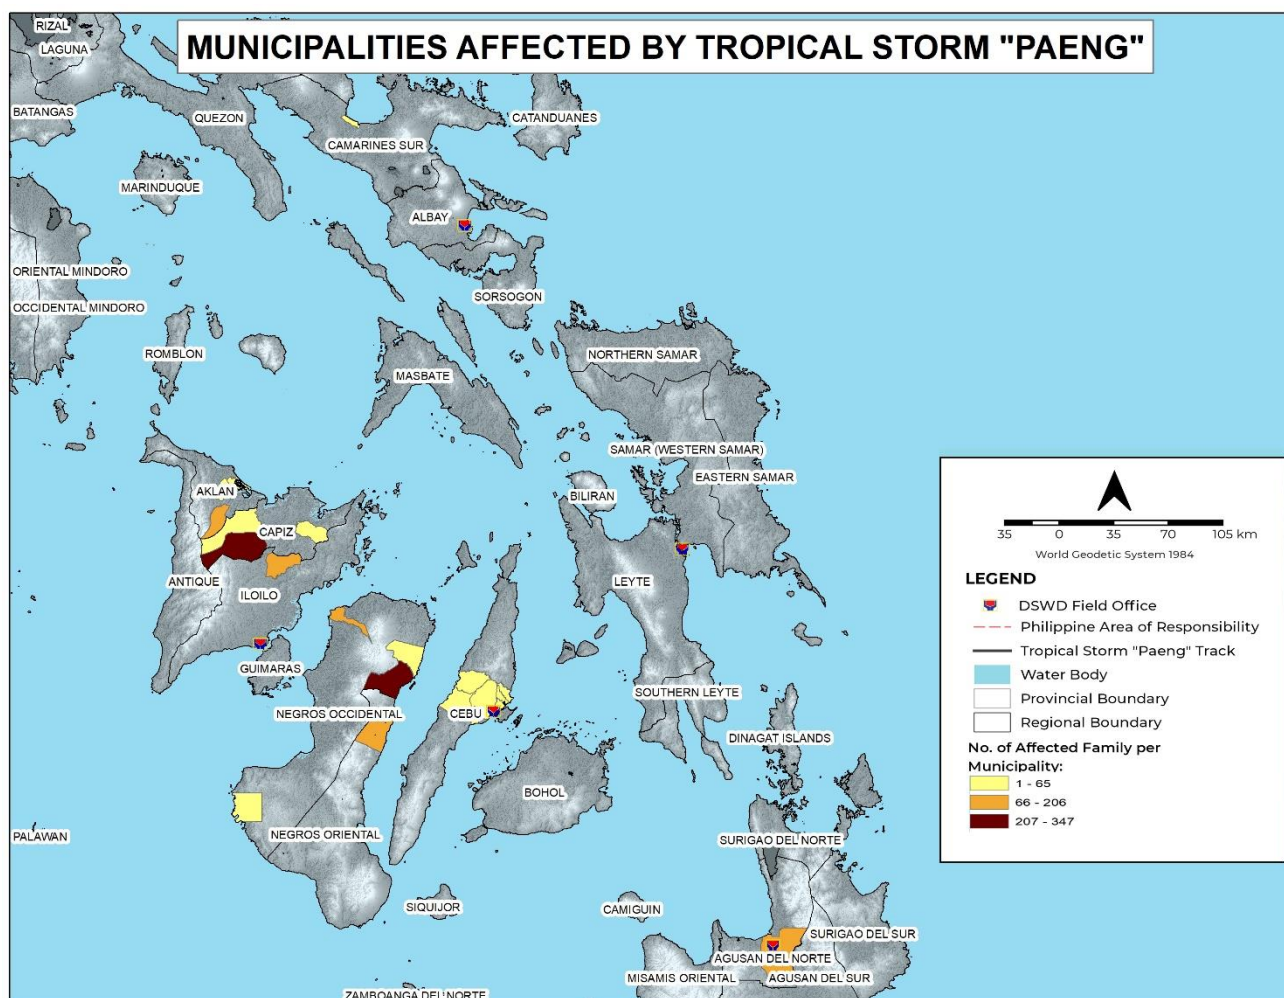 MUNICIPALITIES AFFECTED BY TROPICAL STORM "PAENG"
RIZAL
LAGUNA
BATANGAS
QUEZON
CATANDUANES
CAMARINES SUR
MARINDUQUE
ALBAY
ORIENTAL MINDORO
SORSOGON
OCCIDENTAL MINDORO
ROMBLON
NORTHERN SAMAR
MASBATE
SAMAR (WESTERN SAMAR)
EASTERN SAMAR
AKLAN
BILIRAN
CAPIZ
ANTIQUE
LEYTE
ILOILO
GUIMARAS
SOUTHERN LEYTE
NEGROS OCCIDENTAL
CEBU
DINAGAT ISLANDS
BOHOL
PALAWAN
NEGROS ORIENTAL
SURIGAO DEL NORTE
SIQUIJOR
CAMIGUIN
SURIGAO DEL SUR
AGUSAN DEL NORTE
MISAMIS ORIENTAL
AGUSAN DEL SUR
ZAMBOANGA DEL NORTE
35 0 35 70 105 km
World Geodetic System 1984
LEGEND
DSWD Field Office
Philippine Area of Responsibility
Tropical Storm "Paeng" Track
Water Body
Provincial Boundary
Regional Boundary
No. of Affected Family per
Municipality:
1 - 65
66 - 206
207 - 347